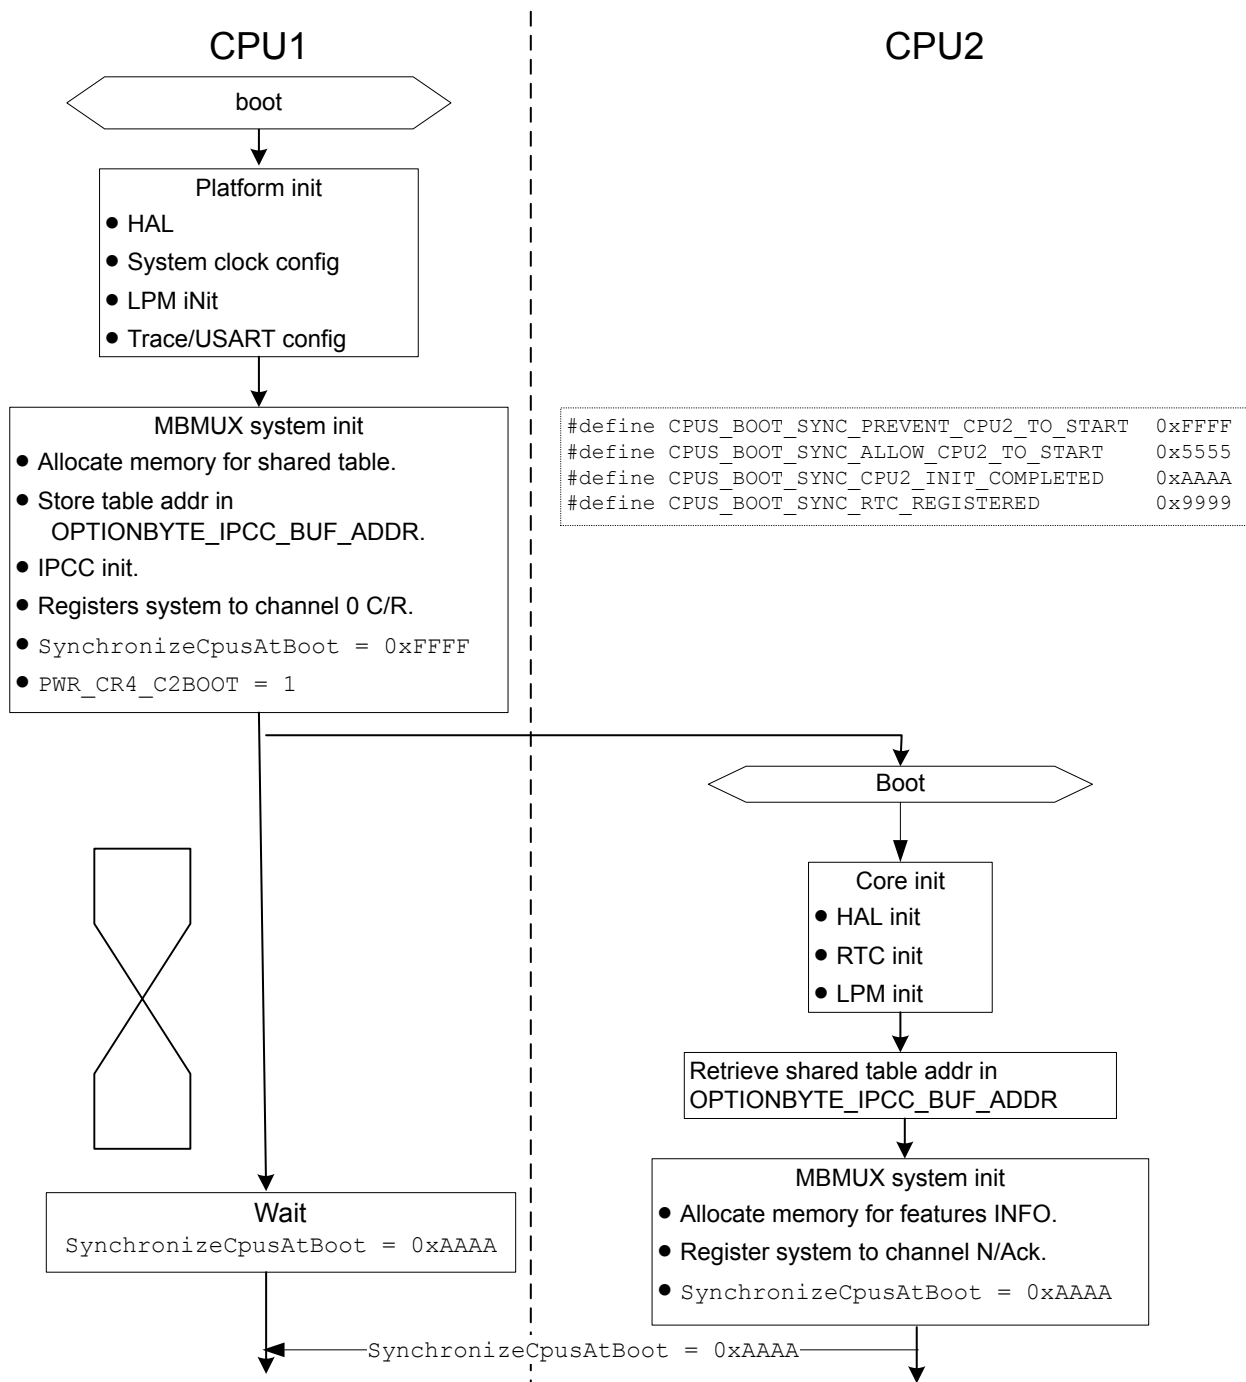 CPU1
CPU2
boot
Platform init
● HAL
● System clock config
● LPM iNit
● Trace/USART config
MBMUX system init
● Allocate memory for shared table.
● Store table addr in
OPTIONBYTE_IPCC_BUF_ADDR.
● IPCC init.
● Registers system to channel 0 C/R.
● SynchronizeCpusAtBoot = 0xFFFF
● PWR_CR4_C2BOOT = 1
#define CPUS_BOOT_SYNC_PREVENT_CPU2_TO_START 0xFFFF
#define CPUS_BOOT_SYNC_ALLOW_CPU2_TO_START 0x5555
#define CPUS_BOOT_SYNC_CPU2_INIT_COMPLETED 0xAAAA
#define CPUS_BOOT_SYNC_RTC_REGISTERED 0x9999
Boot
Core init
● HAL init
● RTC init
● LPM init
Retrieve shared table addr in
OPTIONBYTE_IPCC_BUF_ADDR
MBMUX system init
● Allocate memory for features INFO.
● Register system to channel N/Ack.
● SynchronizeCpusAtBoot = 0xAAAA
Wait
SynchronizeCpusAtBoot = 0xAAAA
SynchronizeCpusAtBoot = 0xAAAA